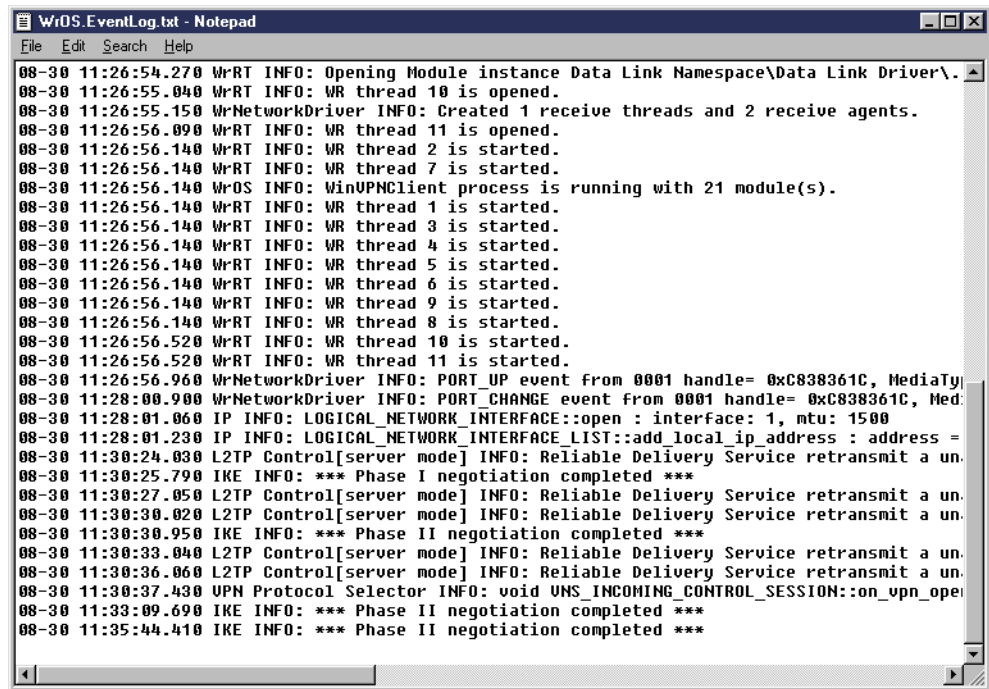 WrOS.EventLog.txt - Notepad
File Edit Search Help
08-30 11:26:54.270 WrRT INFO: Opening Module instance Data Link Namespace\Data Link Driver\.
08-30 11:26:55.040 WrRT INFO: WR thread 10 is opened.
08-30 11:26:55.150 WrNetworkDriver INFO: Created 1 receive threads and 2 receive agents.
08-30 11:26:56.090 WrRT INFO: WR thread 11 is opened.
08-30 11:26:56.140 WrRT INFO: WR thread 2 is started.
08-30 11:26:56.140 WrRT INFO: WR thread 7 is started.
08-30 11:26:56.140 WrOS INFO: WinVPNClient process is running with 21 module(s).
08-30 11:26:56.140 WrRT INFO: WR thread 1 is started.
08-30 11:26:56.140 WrRT INFO: WR thread 3 is started.
08-30 11:26:56.140 WrRT INFO: WR thread 4 is started.
08-30 11:26:56.140 WrRT INFO: WR thread 5 is started.
08-30 11:26:56.140 WrRT INFO: WR thread 6 is started.
08-30 11:26:56.140 WrRT INFO: WR thread 9 is started.
08-30 11:26:56.140 WrRT INFO: WR thread 8 is started.
08-30 11:26:56.520 WrRT INFO: WR thread 10 is started.
08-30 11:26:56.520 WrRT INFO: WR thread 11 is started.
08-30 11:26:56.960 WrNetworkDriver INFO: PORT_UP event from 0001 handle= 0xC838361C, MediaTy
08-30 11:28:00.900 WrNetworkDriver INFO: PORT_CHANGE event from 0001 handle= 0xC838361C, Med
08-30 11:28:01.060 IP INFO: LOGICAL_NETWORK_INTERFACE::open : interface: 1, mtu: 1500
08-30 11:28:01.230 IP INFO: LOGICAL_NETWORK_INTERFACE_LIST::add_local_ip_address : address =
08-30 11:30:24.030 L2TP Control[server mode] INFO: Reliable Delivery Service retransmit a un
08-30 11:30:25.790 IKE INFO: *** Phase I negotiation completed ***
08-30 11:30:27.050 L2TP Control[server mode] INFO: Reliable Delivery Service retransmit a un
08-30 11:30:30.020 L2TP Control[server mode] INFO: Reliable Delivery Service retransmit a un
08-30 11:30:30.950 IKE INFO: *** Phase II negotiation completed ***
08-30 11:30:33.040 L2TP Control[server mode] INFO: Reliable Delivery Service retransmit a un
08-30 11:30:36.060 L2TP Control[server mode] INFO: Reliable Delivery Service retransmit a un
08-30 11:30:37.430 VPN Protocol Selector INFO: void VNS_INCOMING_CONTROL_SESSION::on_vpn_ope
08-30 11:33:09.690 IKE INFO: *** Phase II negotiation completed ***
08-30 11:35:44.410 IKE INFO: *** Phase II negotiation completed ***